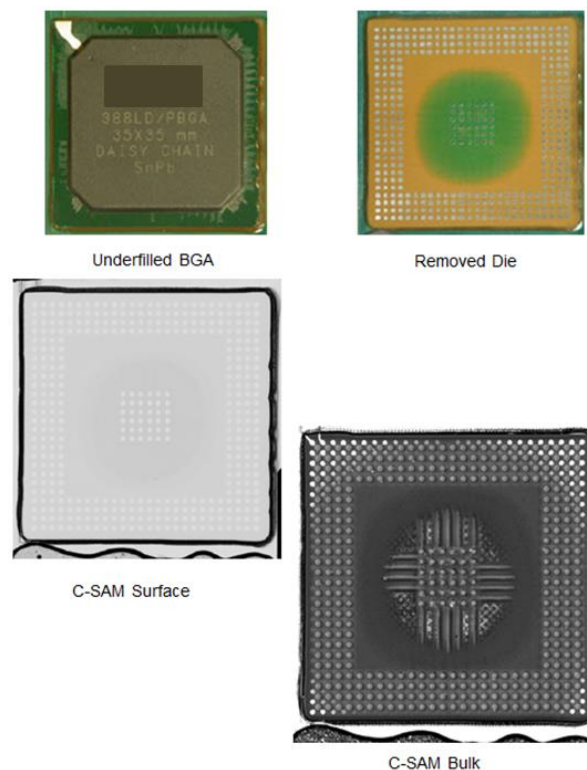 388LD/PBGA
35X35 mm
DAISY CHAIN
SnPb
Underfilled BGA
Removed Die
C-SAM Surface
C-SAM Bulk